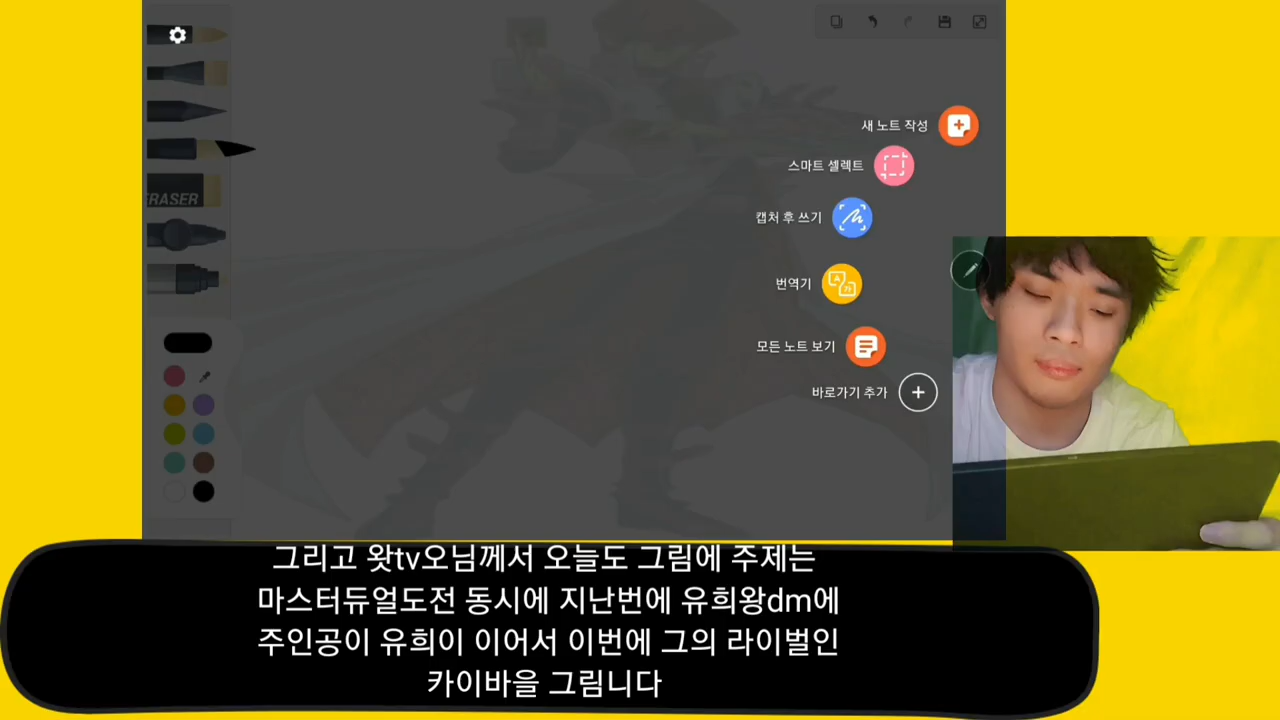 새 노트 작성
스마트 셀렉트
캡처 후 쓰기
번역기
모든 노트 보기
바로가기 추가
ERASER
그리고 왓tv오님께서 오늘도 그림에 주제는
마스터듀얼도전 동시에 지난번에 유희왕dm에
주인공이 유희이 이어서 이번에 그의 라이벌인
카이바을 그림니다